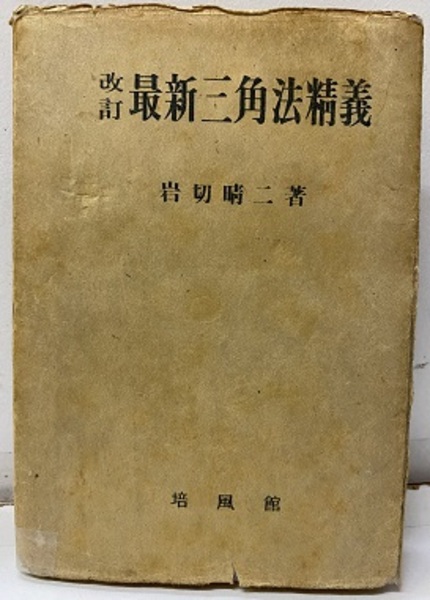 改訂 最新三角法精義
岩切晴二著
培風館